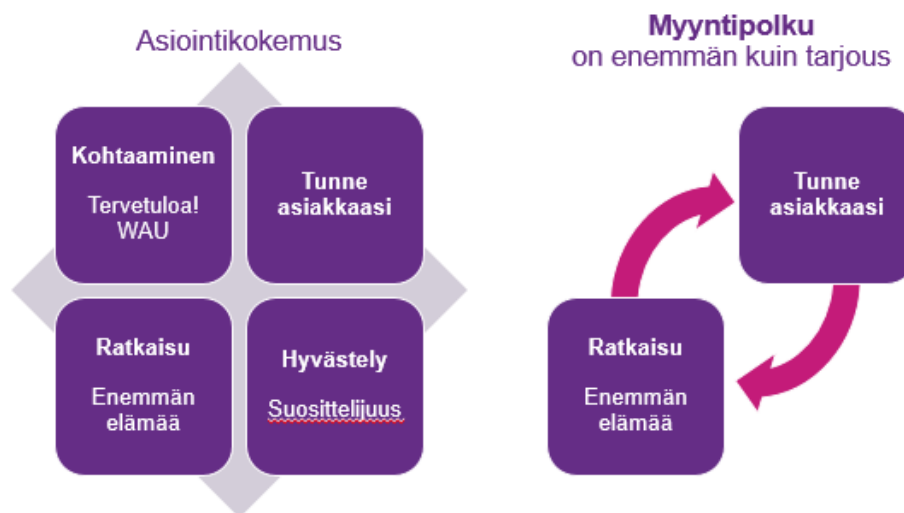 Asiointikokemus
Kohtaaminen
Tervetuloa!
WAU
Tunne
asiakkaasi
Ratkaisu
Enemmän
elämää
Hyvästely
Suosittelijuus
Myyntipolku
on enemmän kuin tarjous
Tunne
asiakkaasi
Ratkaisu
Enemmän
elämää